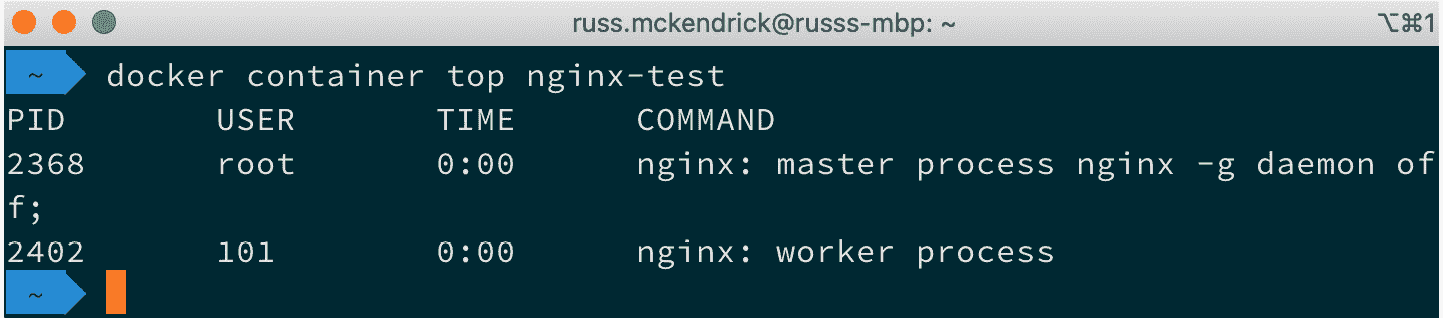 russ.mckendrick@russs-mbp: ~ ⌥⌘1
~ docker container top nginx-test
PID USER TIME COMMAND
2368 root 0:00 nginx: master process nginx -g daemon of
f;
2402 101 0:00 nginx: worker process
~